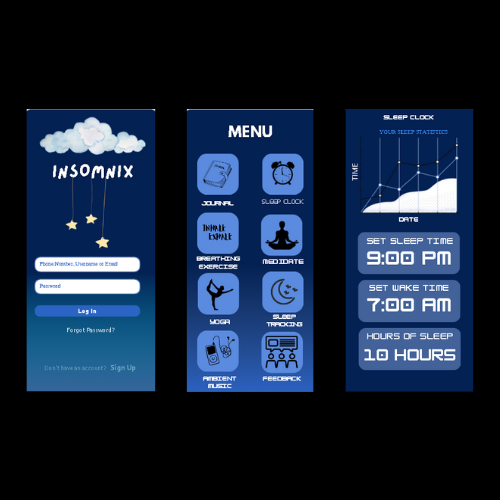 INSOMNIX
Phone Number, Username or Email
Password
Log In
Forgot Password?
Don't have an account? Sign Up
MENU
JOURNAL
SLEEP CLOCK
INHALE
EXHALE
BREATHING
EXERCISE
MEDIDATE
YOGA
SLEEP
TRACKING
AMBIENT
MUSIC
FEEDBACK
SLEEP CLOCK
YOUR SLEEP STATISTICS
TIME
DATE
SET SLEEP TIME
9:00 PM
SET WAKE TIME
7:00 AM
HOURS OF SLEEP
10 HOURS